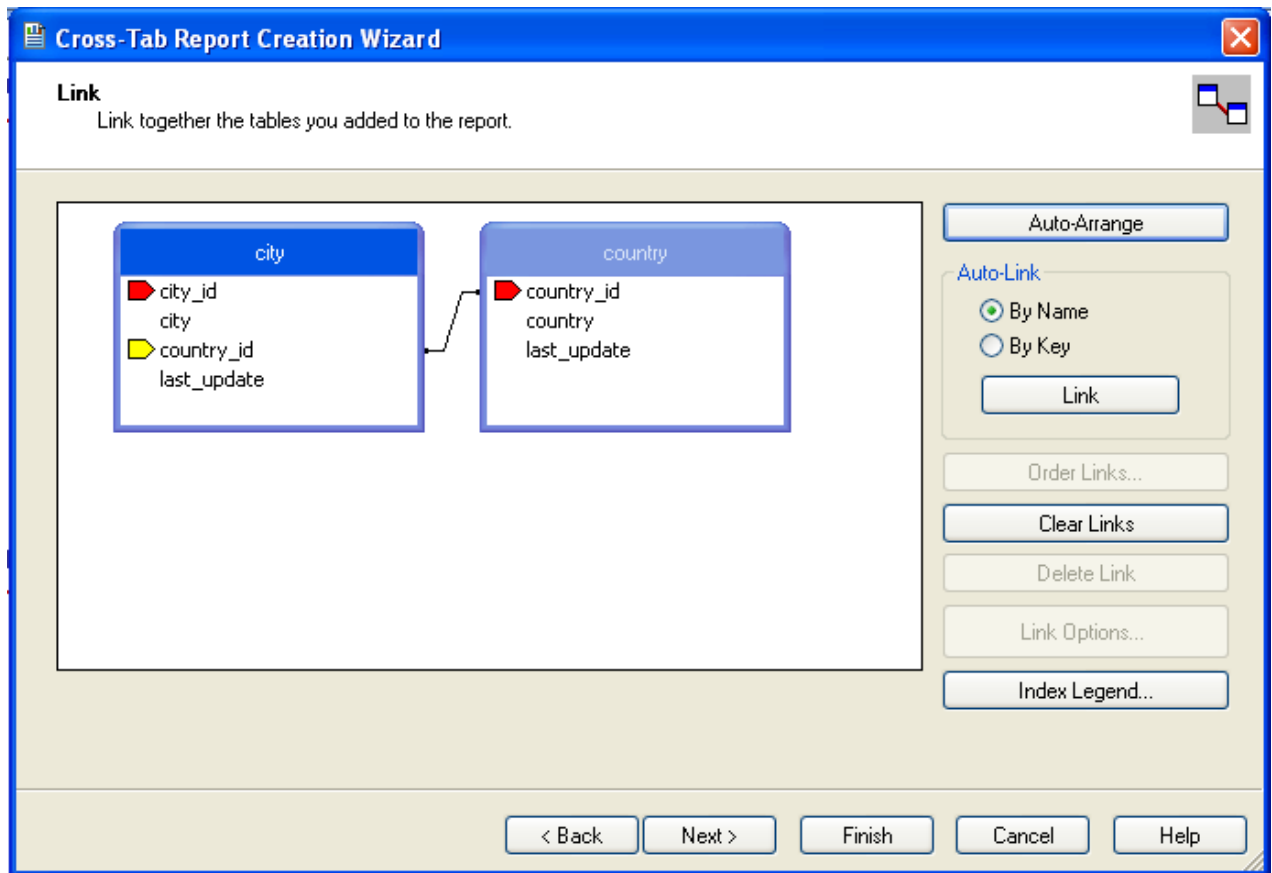 Cross-Tab Report Creation Wizard
Link
Link together the tables you added to the report.
city
city_id
city
country_id
last_update
country
country_id
country
last_update
Auto-Arrange
Auto-Link
By Name
By Key
Link
Order Links...
Clear Links
Delete Link
Link Options...
Index Legend...
< Back
Next >
Finish
Cancel
Help